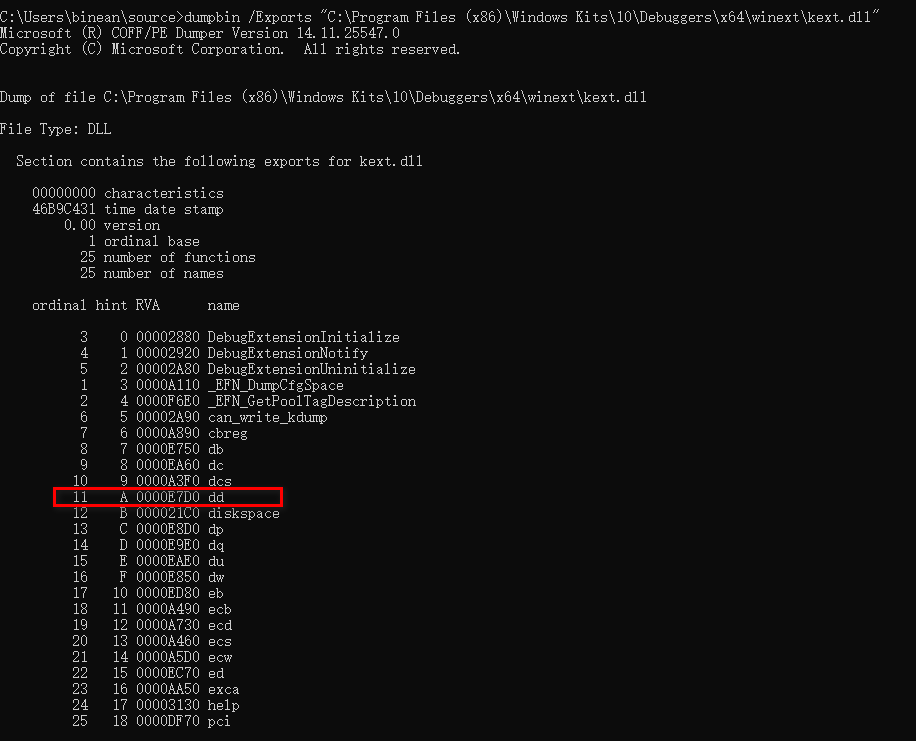 C:\Users\binean\source>dumpbin /Exports "C:\Program Files (x86)\Windows Kits\10\Debuggers\x64\winext\kext.dll"
Microsoft (R) COFF/PE Dumper Version 14.11.25547.0
Copyright (C) Microsoft Corporation.  All rights reserved.
Dump of file C:\Program Files (x86)\Windows Kits\10\Debuggers\x64\winext\kext.dll
File Type: DLL
Section contains the following exports for kext.dll
00000000 characteristics
46B9C431 time date stamp
0.00 version
1 ordinal base
25 number of functions
25 number of names
ordinal hint RVA      name
3    0 00002880 DebugExtensionInitialize
4    1 00002920 DebugExtensionNotify
5    2 00002A80 DebugExtensionUninitialize
1    3 0000A110 _EFN_DumpCfgSpace
2    4 0000F6E0 _EFN_GetPoolTagDescription
6    5 00002A90 can_write_kdump
7    6 0000A890 cbreg
8    7 0000E750 db
9    8 0000EA60 dc
10    9 0000A3F0 dcs
11    A 0000E7D0 dd
12    B 000021C0 diskspace
13    C 0000E8D0 dp
14    D 0000E9E0 dq
15    E 0000EAE0 du
16    F 0000E850 dw
17   10 0000ED80 eb
18   11 0000A490 ecb
19   12 0000A730 ecd
20   13 0000A460 ecs
21   14 0000A5D0 ecw
22   15 0000EC70 ed
23   16 0000AA50 exca
24   17 00003130 help
25   18 0000DF70 pci